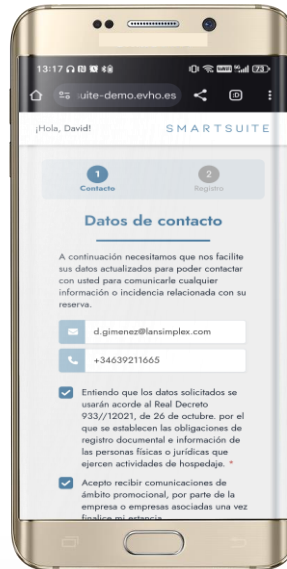 13:17
suite-demo.evho.es
:D
¡Hola, David!
SMARTSUITE
1
2
Contacto
Registro
Datos de contacto
A continuación necesitamos que nos facilite
sus datos actualizados para poder contactar
con usted para comunicarle cualquier
información o incidencia relacionada con su
reserva.
d.gimenez@lansimplex.com
+34639211665
Entiendo que los datos solicitados se
usarán acorde al Real Decreto
933//12021, de 26 de octubre. por el
que se establecen las obligaciones de
registro documental e información de
las personas físicas o jurídicas que
ejercen actividades de hospedaje. *
Acepto recibir comunicaciones de
ámbito promocional, por parte de la
empresa o empresas asociadas una vez
finalice mi estancia